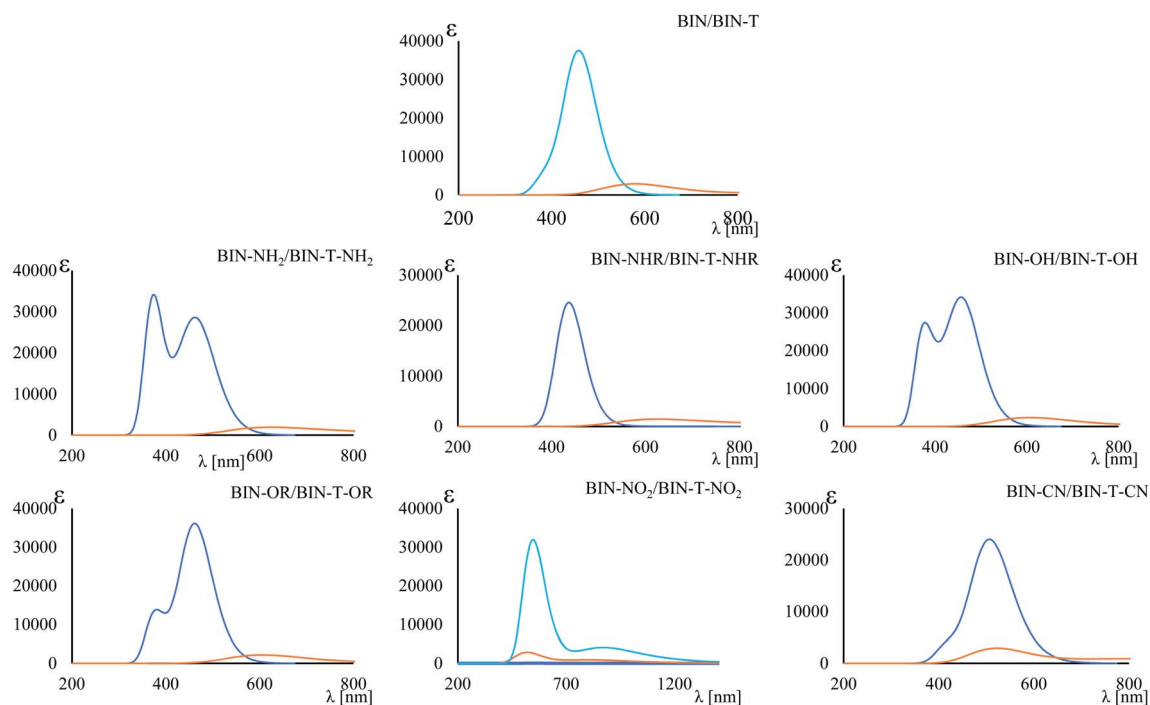 BIN/BIN-T
ε
40000
30000
20000
10000
0
200 400 600 800
λ [nm]
BIN-NH₂/BIN-T-NH₂
ε
40000
30000
20000
10000
0
200 400 600 800
λ [nm]
BIN-NHR/BIN-T-NHR
ε
30000
20000
10000
0
200 400 600 800
λ [nm]
BIN-OH/BIN-T-OH
ε
40000
30000
20000
10000
0
200 400 600 800
λ [nm]
BIN-OR/BIN-T-OR
ε
40000
30000
20000
10000
0
200 400 600 800
λ [nm]
BIN-NO₂/BIN-T-NO₂
ε
40000
30000
20000
10000
0
200 700 1200
λ [nm]
BIN-CN/BIN-T-CN
ε
30000
20000
10000
0
200 400 600 800
λ [nm]